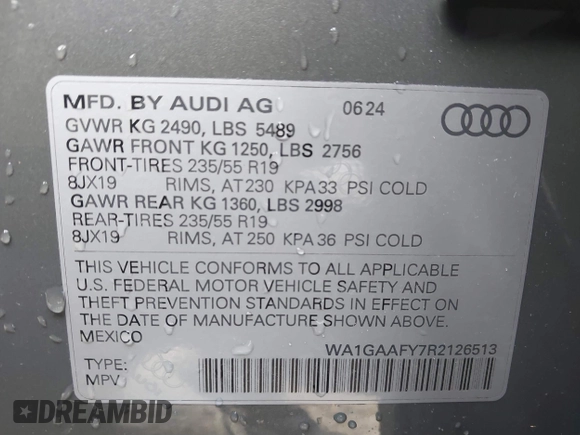 MFD. BY AUDI AG 0624
GVWR KG 2490, LBS 5489
GAWR FRONT KG 1250, LBS 2756
FRONT-TIRES 235/55 R19
8JX19 RIMS, AT 230 KPA 33 PSI COLD
GAWR REAR KG 1360, LBS 2998
REAR-TIRES 235/55 R19
8JX19 RIMS, AT 250 KPA 36 PSI COLD
THIS VEHICLE CONFORMS TO ALL APPLICABLE
U.S. FEDERAL MOTOR VEHICLE SAFETY AND
THEFT PREVENTION STANDARDS IN EFFECT ON
THE DATE OF MANUFACTURE SHOWN ABOVE.
MEXICO
WA1GAAFY7R2126513
TYPE:
MPV
DREAMBID